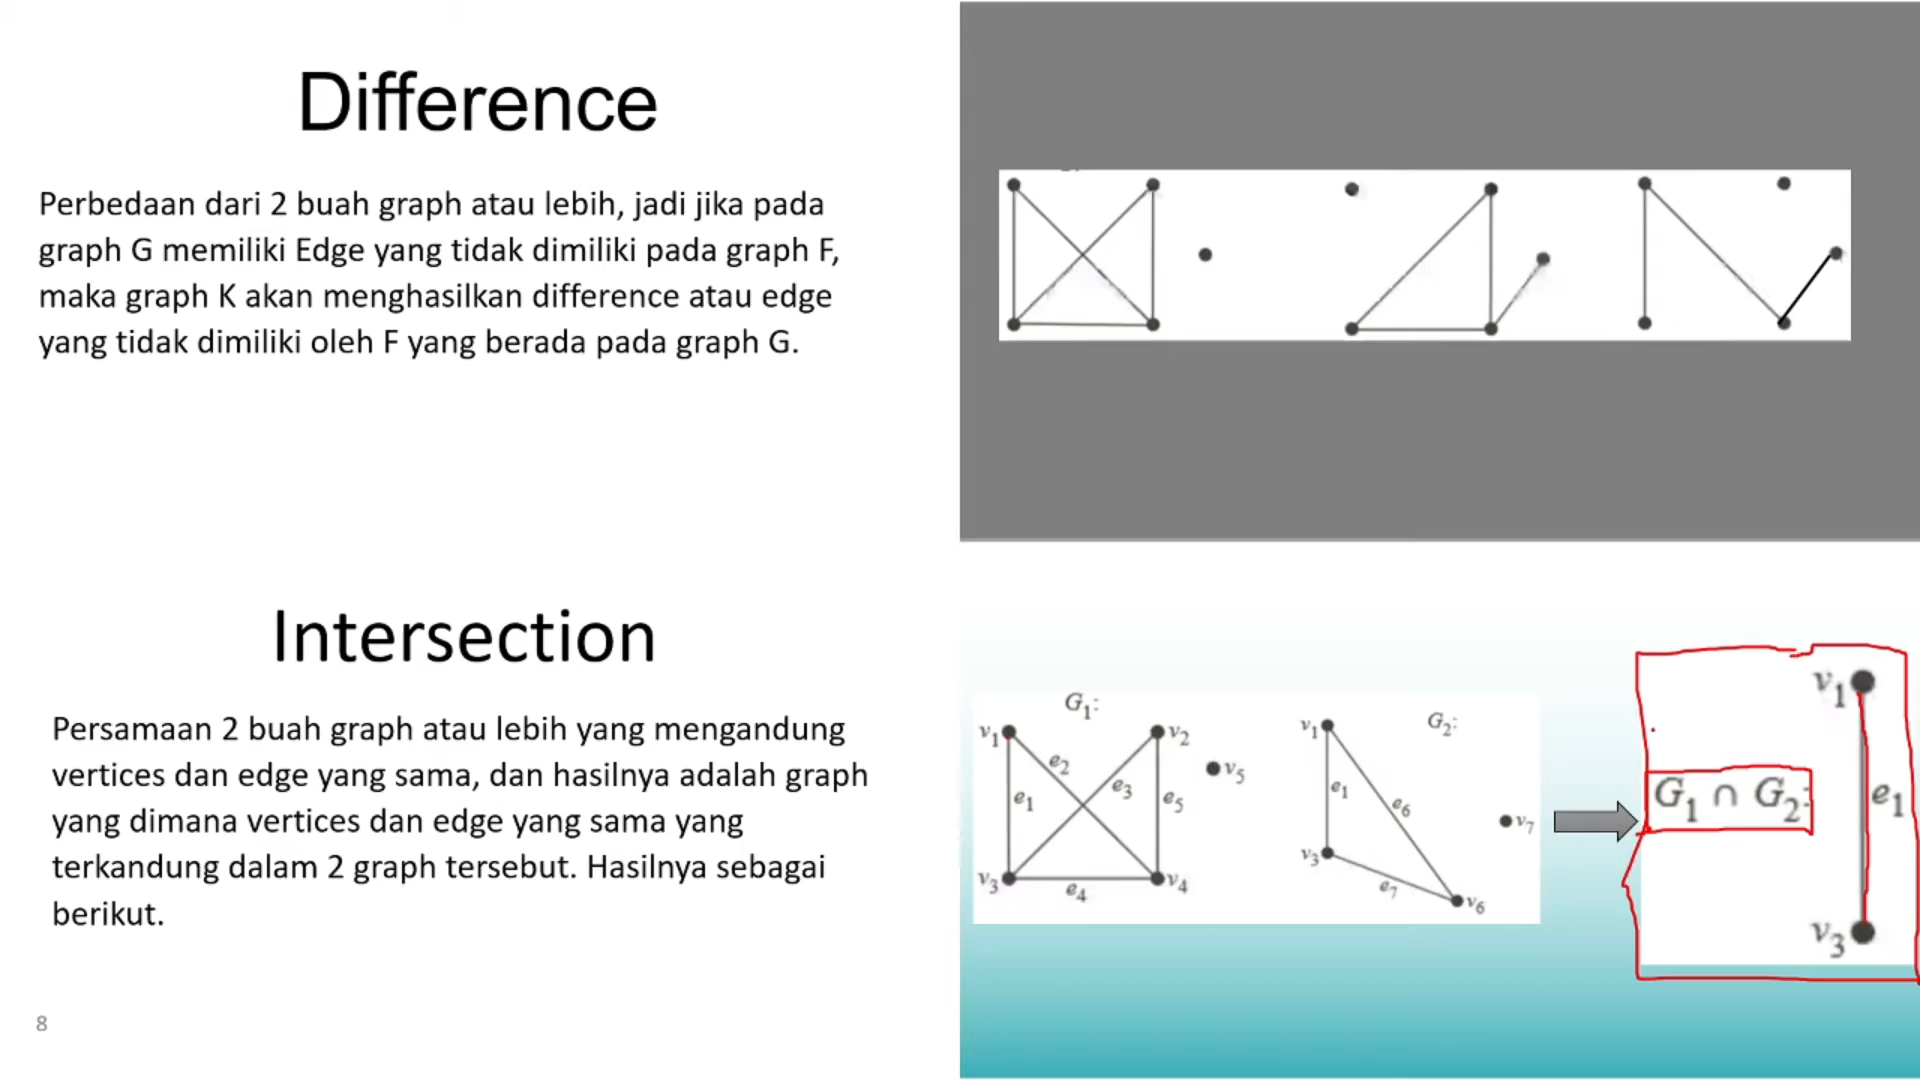 Difference
Perbedaan dari 2 buah graph atau lebih, jadi jika pada
graph G memiliki Edge yang tidak dimiliki pada graph F,
maka graph K akan menghasilkan difference atau edge
yang tidak dimiliki oleh F yang berada pada graph G.
Intersection
Persamaan 2 buah graph atau lebih yang mengandung
vertices dan edge yang sama, dan hasilnya adalah graph
yang dimana vertices dan edge yang sama yang
terkandung dalam 2 graph tersebut. Hasilnya sebagai
berikut.
8
G₁:
v₁
v₂
e₂
e₃
v₅
e₁
e₅
v₃
e₄
v₄
G₂:
v₁
e₁
e₆
v₇
v₃
e₇
v₆
v₁
G₁ ∩ G₂:
e₁
v₃